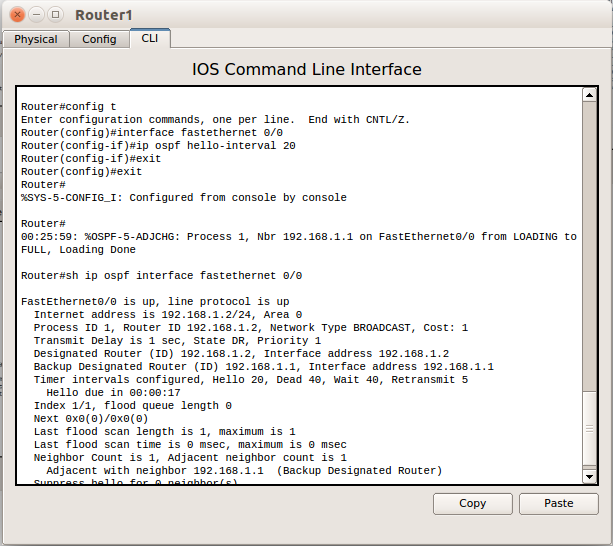 Router1
Physical Config CLI
IOS Command Line Interface
Router#config t
Enter configuration commands, one per line.  End with CNTL/Z.
Router(config)#interface fastethernet 0/0
Router(config-if)#ip ospf hello-interval 20
Router(config-if)#exit
Router(config)#exit
Router#
%SYS-5-CONFIG_I: Configured from console by console
Router#
00:25:59: %OSPF-5-ADJCHG: Process 1, Nbr 192.168.1.1 on FastEthernet0/0 from LOADING to
FULL, Loading Done
Router#sh ip ospf interface fastethernet 0/0
FastEthernet0/0 is up, line protocol is up
Internet address is 192.168.1.2/24, Area 0
Process ID 1, Router ID 192.168.1.2, Network Type BROADCAST, Cost: 1
Transmit Delay is 1 sec, State DR, Priority 1
Designated Router (ID) 192.168.1.2, Interface address 192.168.1.2
Backup Designated Router (ID) 192.168.1.1, Interface address 192.168.1.1
Timer intervals configured, Hello 20, Dead 40, Wait 40, Retransmit 5
Hello due in 00:00:17
Index 1/1, flood queue length 0
Next 0x0(0)/0x0(0)
Last flood scan length is 1, maximum is 1
Last flood scan time is 0 msec, maximum is 0 msec
Neighbor Count is 1, Adjacent neighbor count is 1
Adjacent with neighbor 192.168.1.1  (Backup Designated Router)
Suppress hello for 0 neighbor(s)
Copy Paste